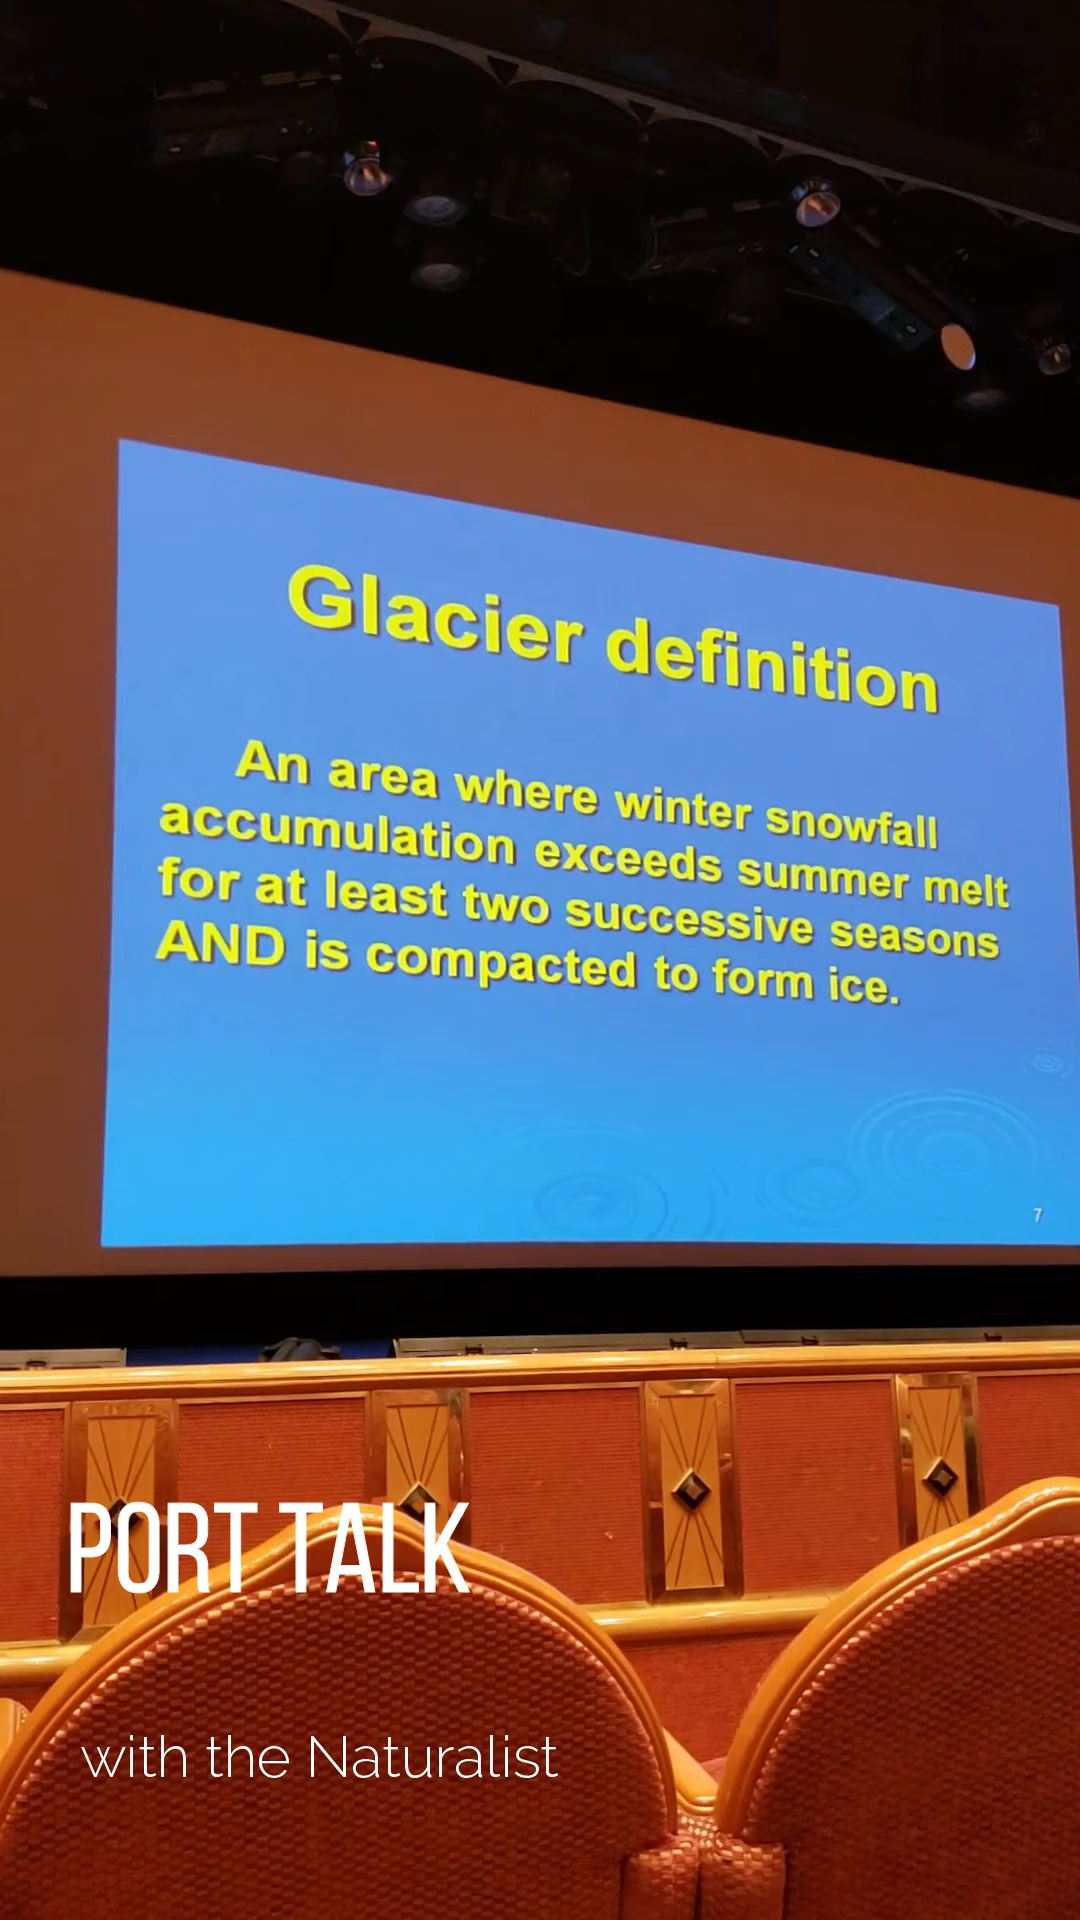 Glacier definition
An area where winter snowfall
accumulation exceeds summer melt
for at least two successive seasons
AND is compacted to form ice.
7
PORT TALK
with the Naturalist